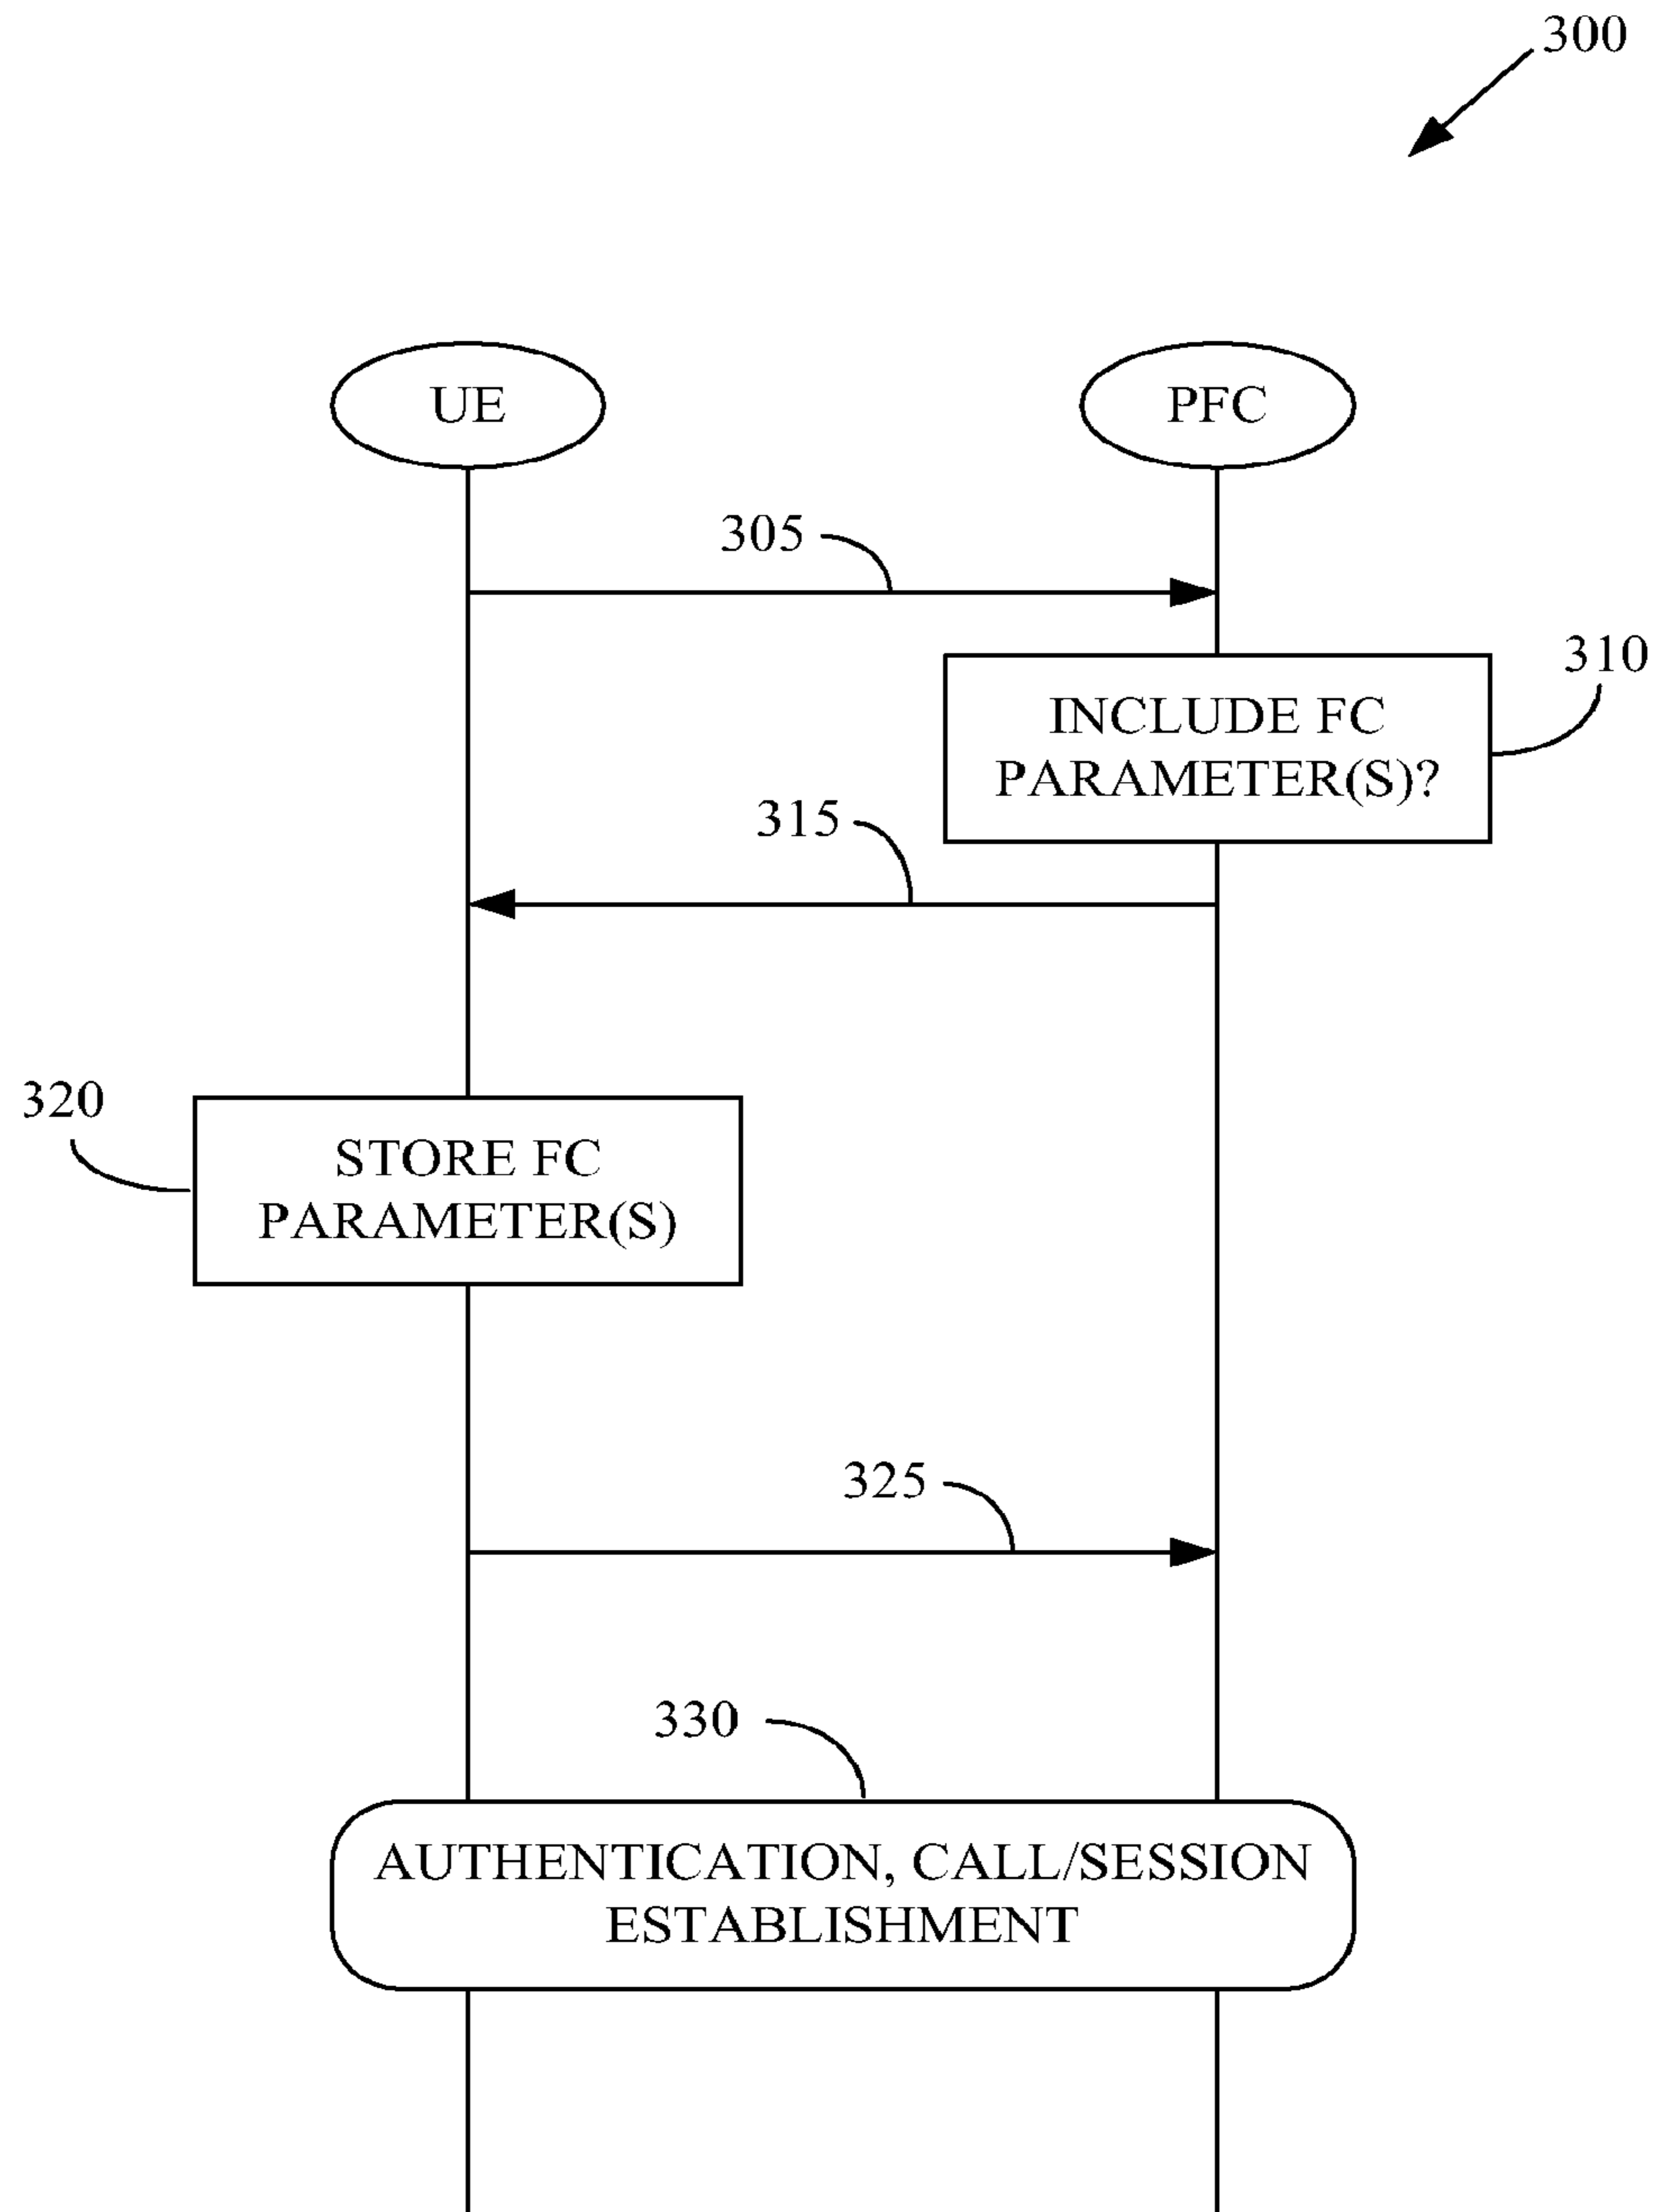 300
UE
PFC
305
310
INCLUDE FC
PARAMETER(S)?
315
320
STORE FC
PARAMETER(S)
325
330
AUTHENTICATION, CALL/SESSION
ESTABLISHMENT